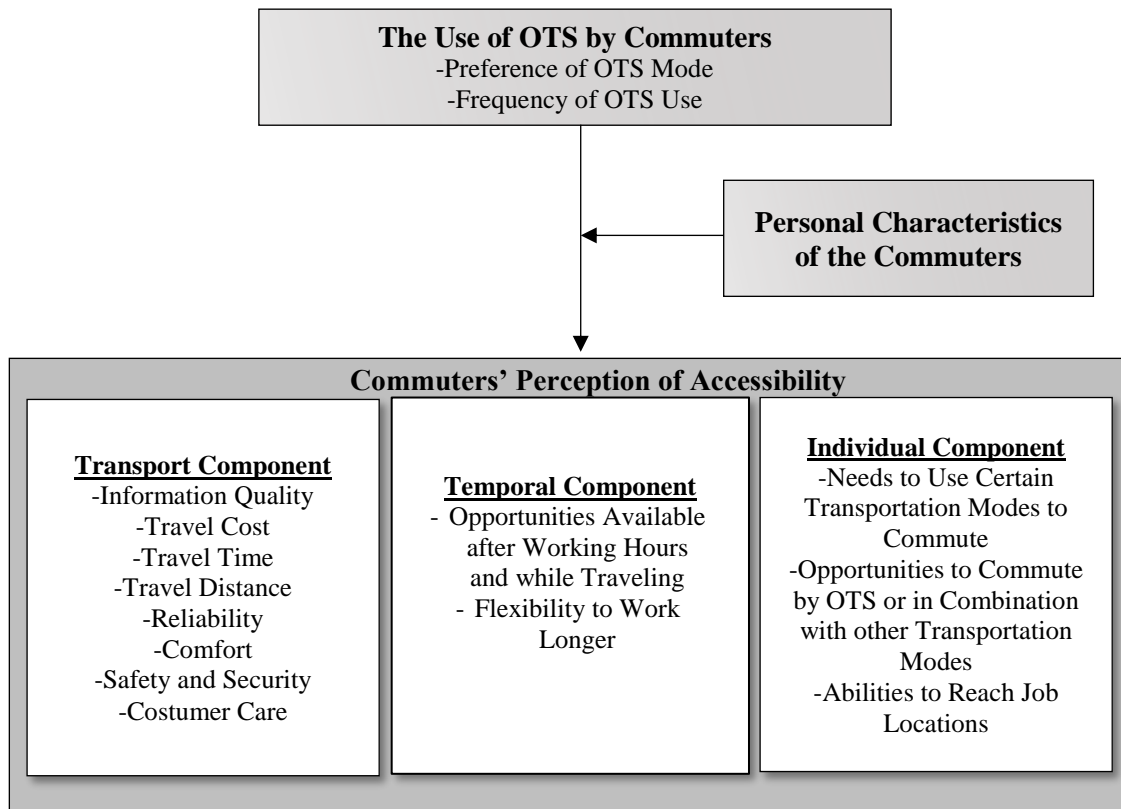 The Use of OTS by Commuters
-Preference of OTS Mode
-Frequency of OTS Use
Personal Characteristics
of the Commuters
Commuters’ Perception of Accessibility
Transport Component
-Information Quality
-Travel Cost
-Travel Time
-Travel Distance
-Reliability
-Comfort
-Safety and Security
-Costumer Care
Temporal Component
- Opportunities Available
after Working Hours
and while Traveling
- Flexibility to Work
Longer
Individual Component
-Needs to Use Certain
Transportation Modes to
Commute
-Opportunities to Commute
by OTS or in Combination
with other Transportation
Modes
-Abilities to Reach Job
Locations